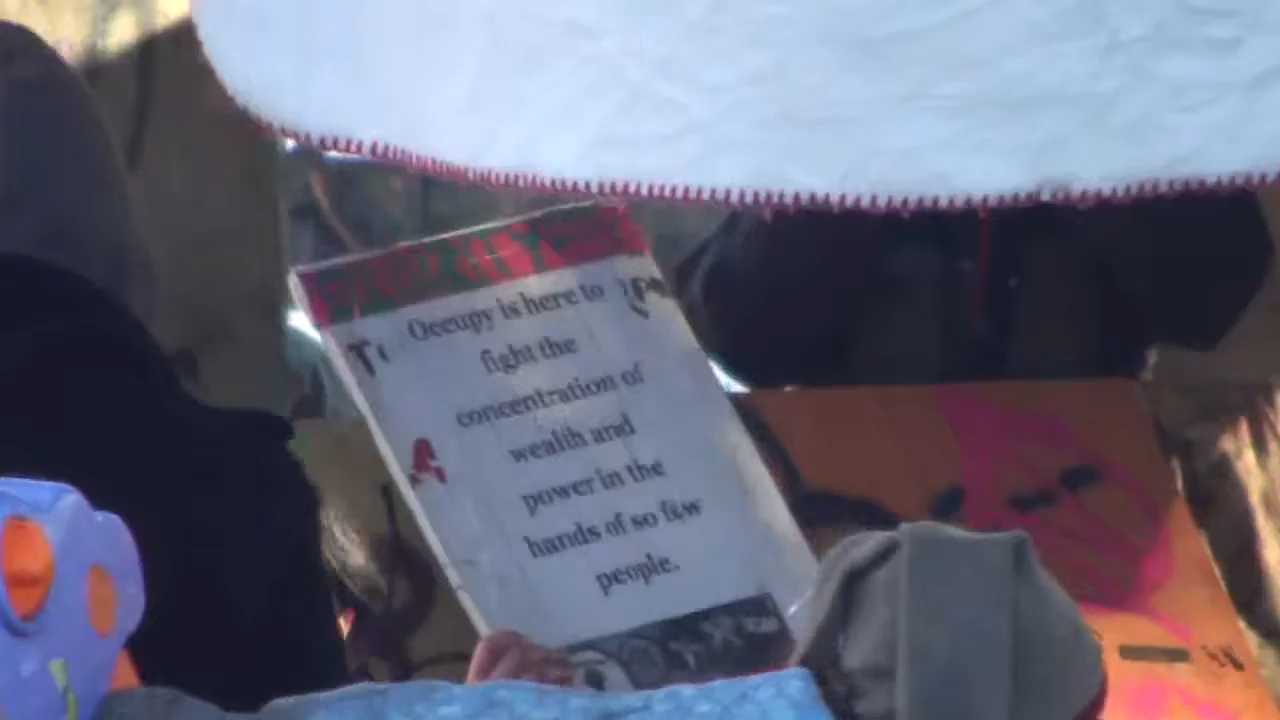 Occupy is here to
fight the
concentration of
wealth and
power in the
hands of so few
people.